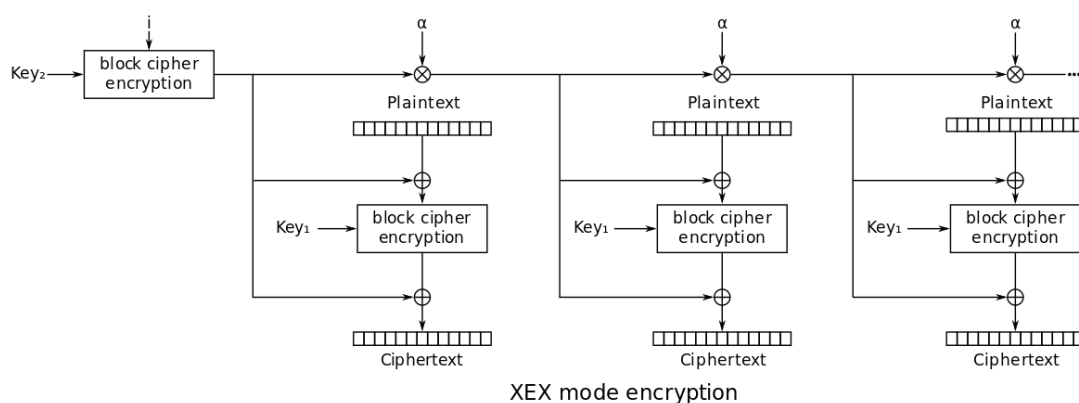 i
α
α
α
Key₂
block cipher
encryption
...
Plaintext
Plaintext
Plaintext
Key₁
block cipher
encryption
Key₁
block cipher
encryption
Key₁
block cipher
encryption
Ciphertext
Ciphertext
Ciphertext
XEX mode encryption